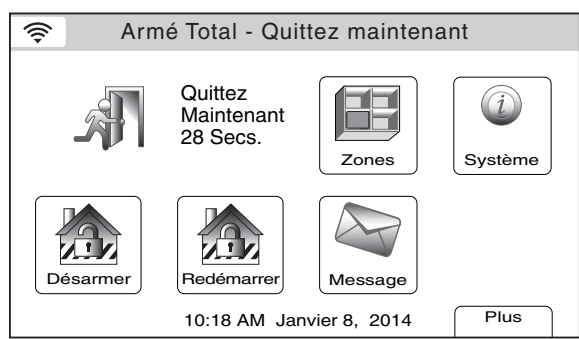 Armé Total - Quittez maintenant
Quittez
Maintenant
28 Secs.
Zones
Système
Désarmer
Redémarrer
Message
10:18 AM Janvier 8, 2014
Plus